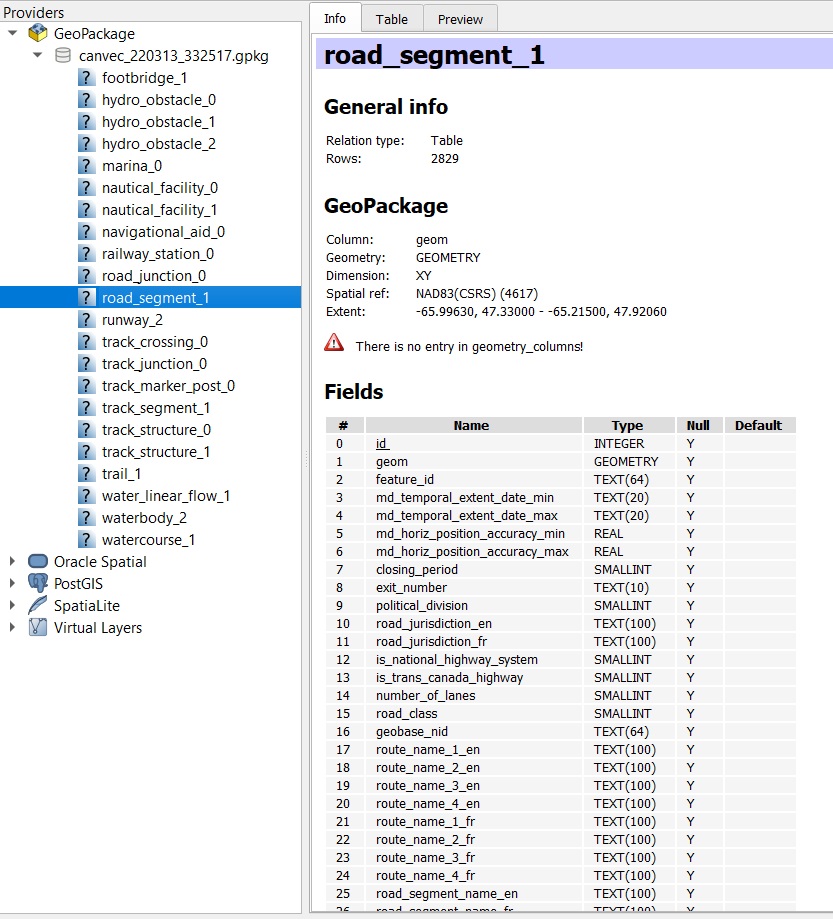 Providers
GeoPackage
canvec_220313_332517.gpkg
footbridge_1
hydro_obstacle_0
hydro_obstacle_1
hydro_obstacle_2
marina_0
nautical_facility_0
nautical_facility_1
navigational_aid_0
railway_station_0
road_junction_0
road_segment_1
runway_2
track_crossing_0
track_junction_0
track_marker_post_0
track_segment_1
track_structure_0
track_structure_1
trail_1
water_linear_flow_1
waterbody_2
watercourse_1
Oracle Spatial
PostGIS
SpatiaLite
Virtual Layers
Info Table Preview
road_segment_1
General info
Relation type: Table
Rows: 2829
GeoPackage
Column: geom
Geometry: GEOMETRY
Dimension: XY
Spatial ref: NAD83(CSRS) (4617)
Extent: -65.99630, 47.33000 - -65.21500, 47.92060
There is no entry in geometry_columns!
Fields
# Name Type Null Default
0 id INTEGER Y
1 geom GEOMETRY Y
2 feature_id TEXT(64) Y
3 md_temporal_extent_date_min TEXT(20) Y
4 md_temporal_extent_date_max TEXT(20) Y
5 md_horiz_position_accuracy_min REAL Y
6 md_horiz_position_accuracy_max REAL Y
7 closing_period SMALLINT Y
8 exit_number TEXT(10) Y
9 political_division SMALLINT Y
10 road_jurisdiction_en TEXT(100) Y
11 road_jurisdiction_fr TEXT(100) Y
12 is_national_highway_system SMALLINT Y
13 is_trans_canada_highway SMALLINT Y
14 number_of_lanes SMALLINT Y
15 road_class SMALLINT Y
16 geobase_nid TEXT(64) Y
17 route_name_1_en TEXT(100) Y
18 route_name_2_en TEXT(100) Y
19 route_name_3_en TEXT(100) Y
20 route_name_4_en TEXT(100) Y
21 route_name_1_fr TEXT(100) Y
22 route_name_2_fr TEXT(100) Y
23 route_name_3_fr TEXT(100) Y
24 route_name_4_fr TEXT(100) Y
25 road_segment_name_en TEXT(100) Y
26 road_segment_name_fr TEXT(100) Y